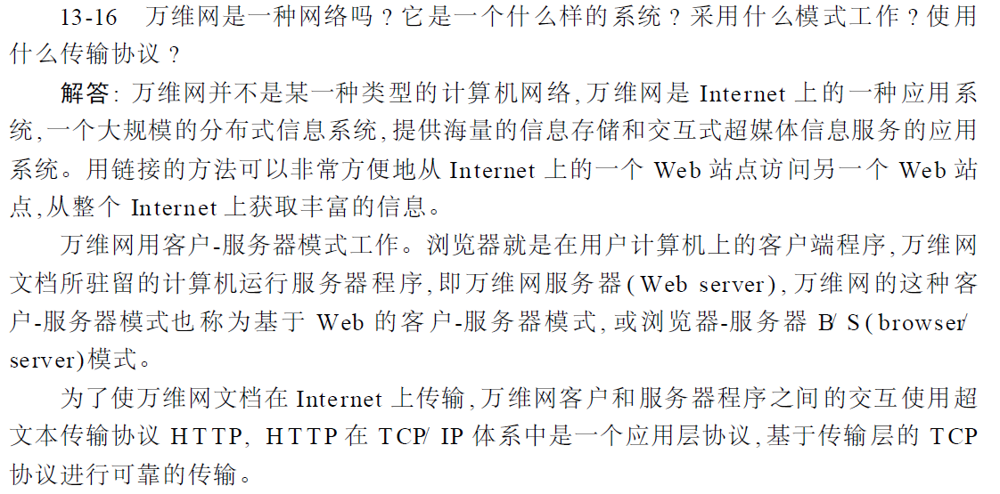 13-16 万维网是一种网络吗?它是一个什么样的系统?采用什么模式工作?使用
什么传输协议?
解答: 万维网并不是某一种类型的计算机网络,万维网是 Internet 上的一种应用系
统,一个大规模的分布式信息系统,提供海量的信息存储和交互式超媒体信息服务的应用
系统。用链接的方法可以非常方便地从 Internet 上的一个 Web 站点访问另一个 Web 站
点,从整个 Internet 上获取丰富的信息。
万维网用客户-服务器模式工作。浏览器就是在用户计算机上的客户端程序,万维网
文档所驻留的计算机运行服务器程序,即万维网服务器(Web server),万维网的这种客
户-服务器模式也称为基于 Web 的客户-服务器模式,或浏览器-服务器 B/S(browser/
server)模式。
为了使万维网文档在 Internet 上传输,万维网客户和服务器程序之间的交互使用超
文本传输协议 HTTP, HTTP 在 TCP/IP 体系中是一个应用层协议,基于传输层的 TCP
协议进行可靠的传输。